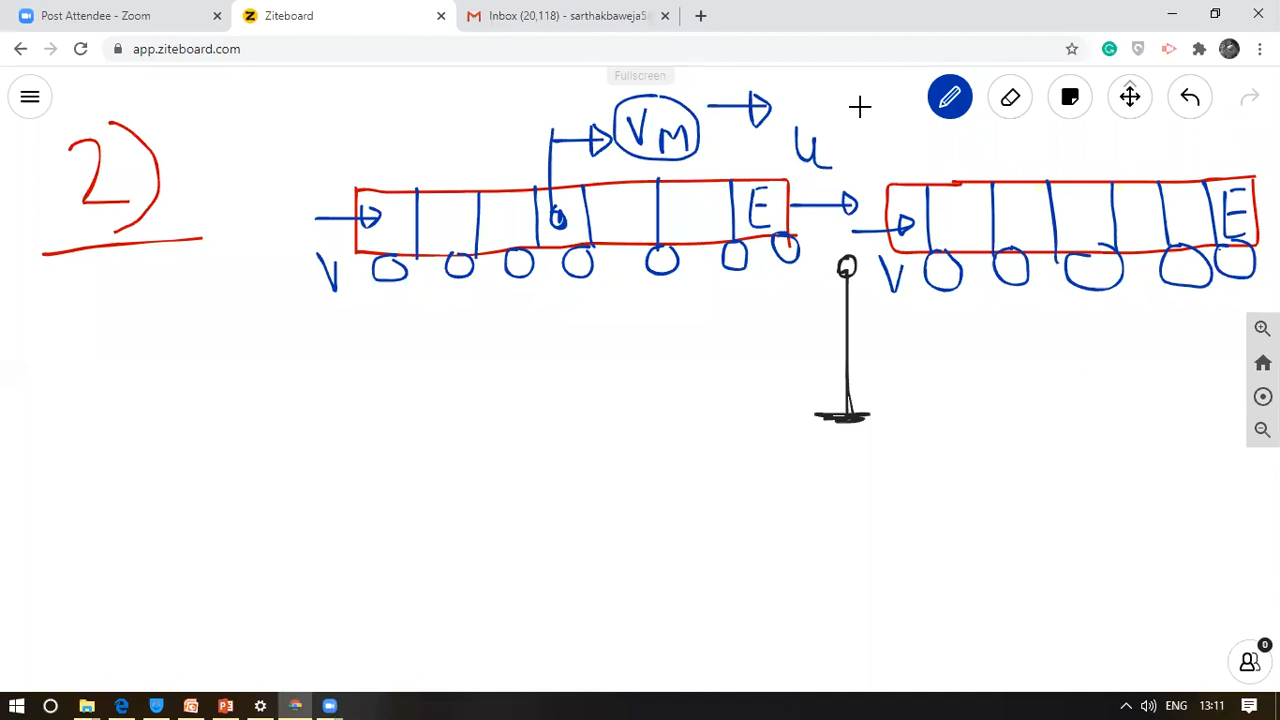 Post Attendee - Zoom
Ziteboard
Inbox (20,118) - sarthakbaweja5
app.ziteboard.com
Fullscreen
2)
VM
u
E
E
V
V
0
ENG
13:11